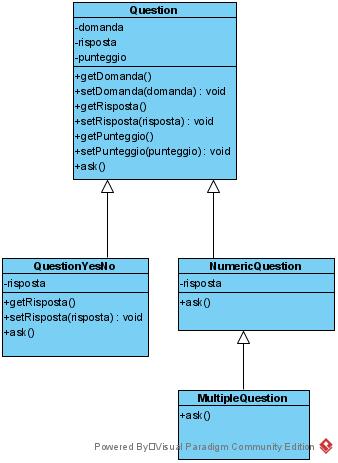 Question
-domanda
-risposta
-punteggio
+getDomanda()
+setDomanda(domanda) : void
+getRisposta()
+setRisposta(risposta) : void
+getPunteggio()
+setPunteggio(punteggio) : void
+ask()
QuestionYesNo
-risposta
+getRisposta()
+setRisposta(risposta) : void
+ask()
NumericQuestion
-risposta
+ask()
MultipleQuestion
+ask()
Powered By Visual Paradigm Community Edition